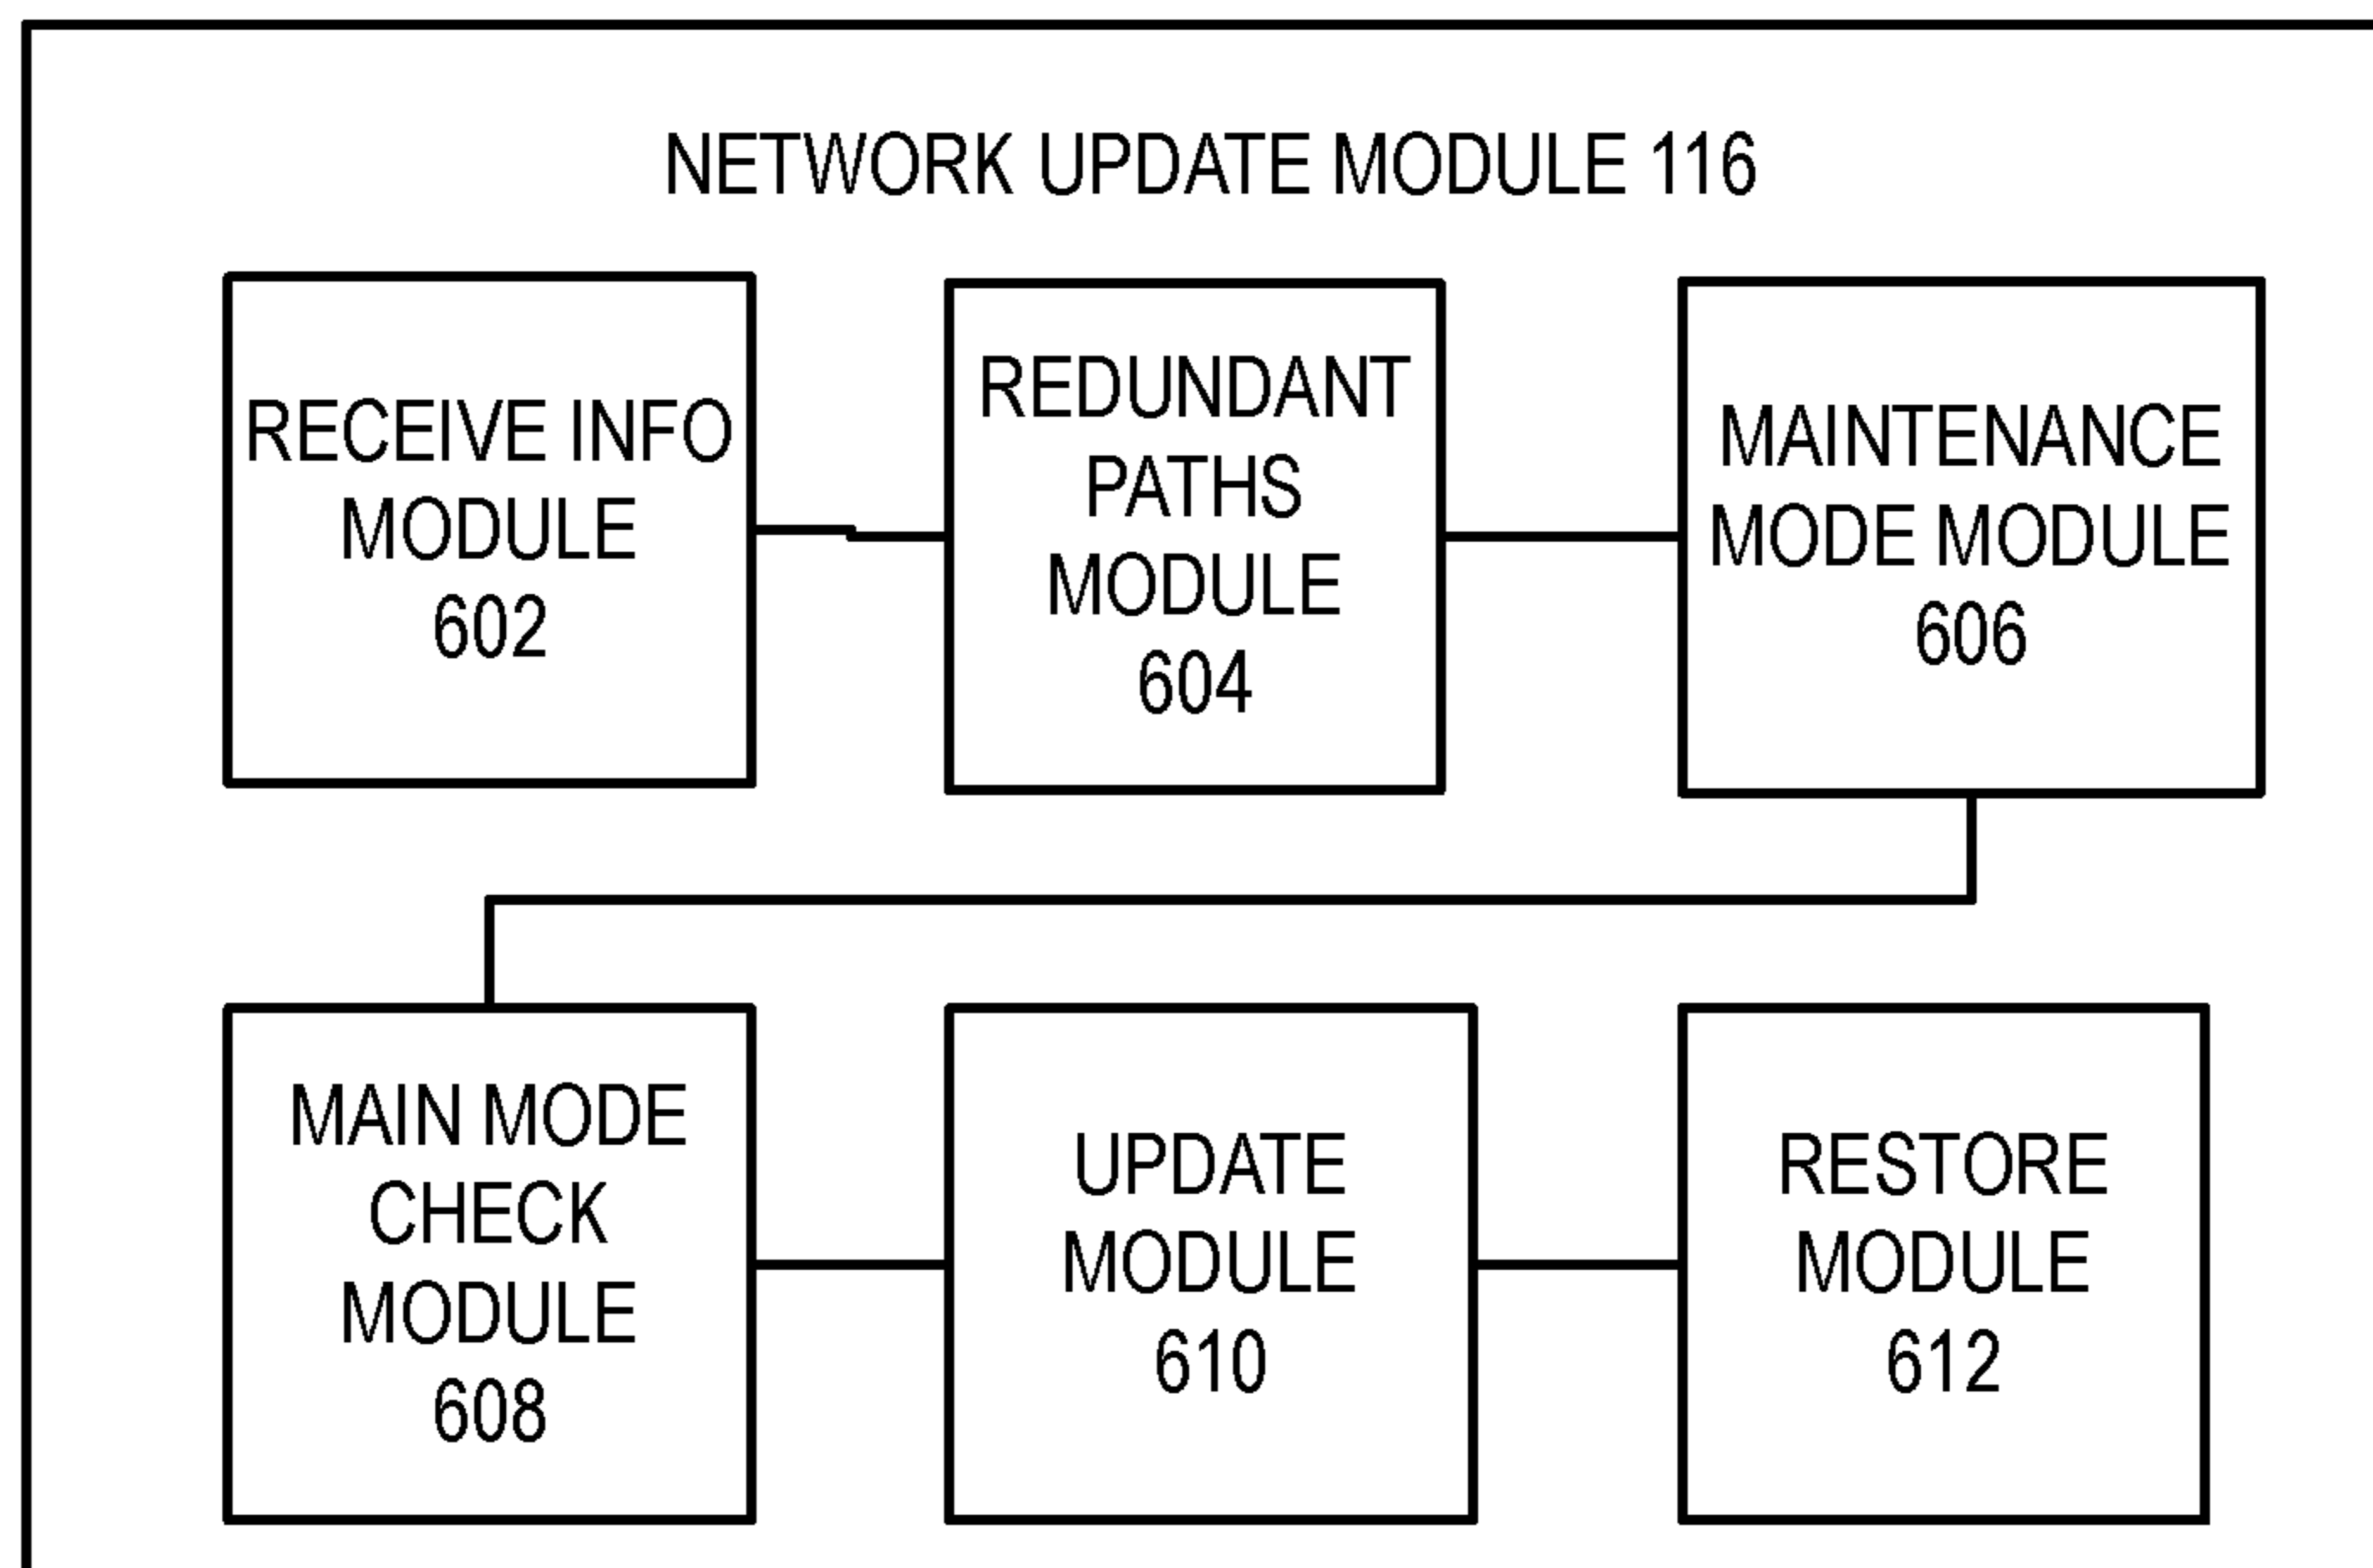 NETWORK UPDATE MODULE 116
RECEIVE INFO
MODULE
602
REDUNDANT
PATHS
MODULE
604
MAINTENANCE
MODE MODULE
606
MAIN MODE
CHECK
MODULE
608
UPDATE
MODULE
610
RESTORE
MODULE
612